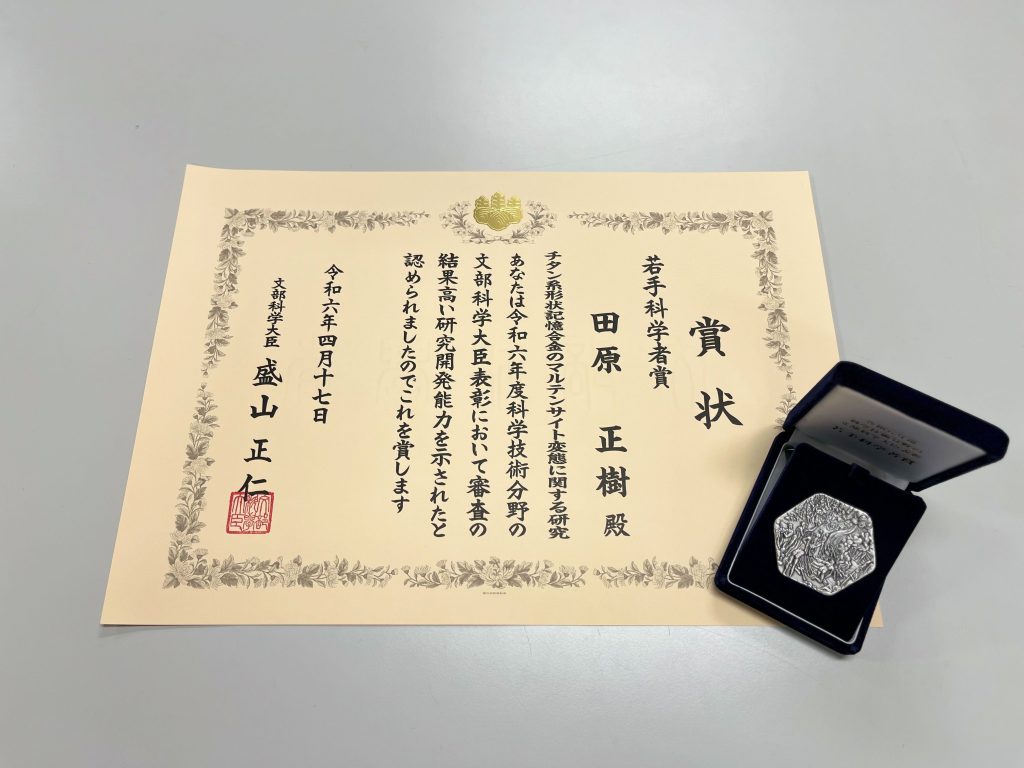 賞状
若手科学者賞
田原 正樹 殿
チタン系形状記憶合金のマルテンサイト変態に関する研究
あなたは令和六年度科学技術分野の
文部科学大臣表彰において審査の
結果高い研究開発能力を示されたと
認められましたのでこれを賞します
令和六年四月十七日
文部科学大臣 盛山 正仁